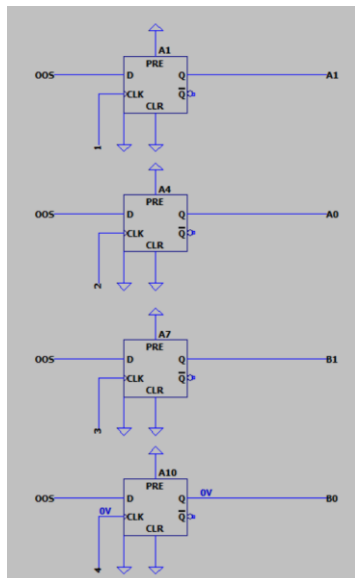 A1
PRE
OOS D Q A1
CLK Q
CLR
1
A4
PRE
OOS D Q A0
CLK Q
CLR
2
A7
PRE
OOS D Q B1
CLK Q
CLR
3
A10
PRE
OOS D Q 0V B0
0V CLK Q
CLR
4